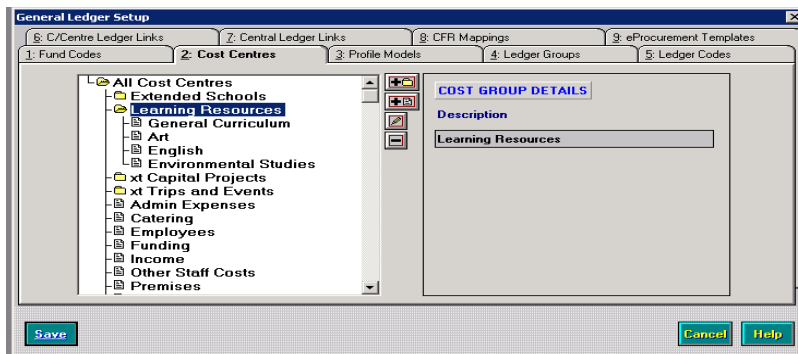 General Ledger Setup
6: C/Centre Ledger Links
7: Central Ledger Links
8: CFR Mappings
9: eProcurement Templates
1: Fund Codes
2: Cost Centres
3: Profile Models
4: Ledger Groups
5: Ledger Codes
All Cost Centres
Extended Schools
Learning Resources
General Curriculum
Art
English
Environmental Studies
xt Capital Projects
xt Trips and Events
Admin Expenses
Catering
Employees
Funding
Income
Other Staff Costs
Premises
COST GROUP DETAILS
Description
Learning Resources
Save
Cancel
Help